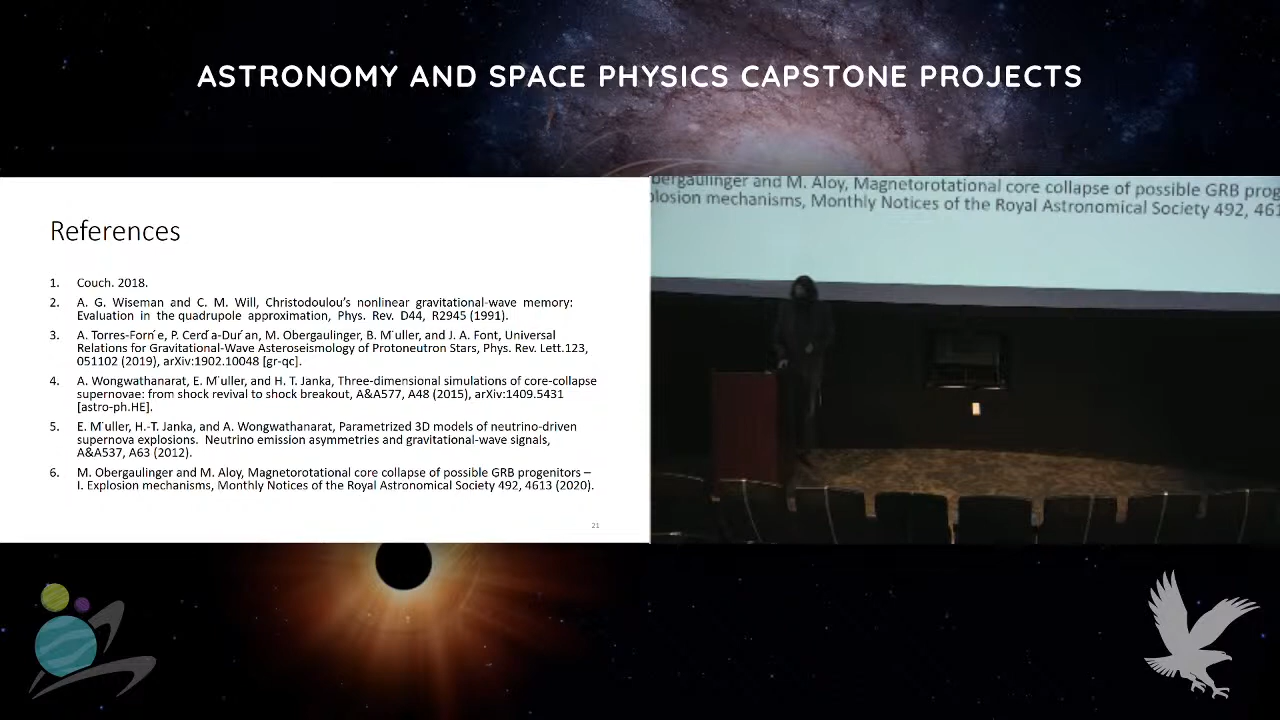 ASTRONOMY AND SPACE PHYSICS CAPSTONE PROJECTS
References
1. Couch. 2018.
2. A. G. Wiseman and C. M. Will, Christodoulou's nonlinear gravitational-wave memory:
Evaluation in the quadrupole approximation, Phys. Rev. D44, R2945 (1991).
3. A. Torres-Forn ́e, P. Cerd ́a-Dur ́an, M. Obergaulinger, B. M ̈uller, and J. A. Font, Universal
Relations for Gravitational-Wave Asteroseismology of Protoneutron Stars, Phys. Rev. Lett.123,
051102 (2019), arXiv:1902.10048 [gr-qc].
4. A. Wongwathanarat, E. M ̈uller, and H. T. Janka, Three-dimensional simulations of core-collapse
supernovae: from shock revival to shock breakout, A&A577, A48 (2015), arXiv:1409.5431
[astro-ph.HE].
5. E. M ̈uller, H.-T. Janka, and A. Wongwathanarat, Parametrized 3D models of neutrino-driven
supernova explosions. Neutrino emission asymmetries and gravitational-wave signals,
A&A537, A63 (2012).
6. M. Obergaulinger and M. Aloy, Magnetorotational core collapse of possible GRB progenitors –
I. Explosion mechanisms, Monthly Notices of the Royal Astronomical Society 492, 4613 (2020).
21
bergaulinger and M. Aloy, Magnetorotational core collapse of possible GRB prog
plosion mechanisms, Monthly Notices of the Royal Astronomical Society 492, 461